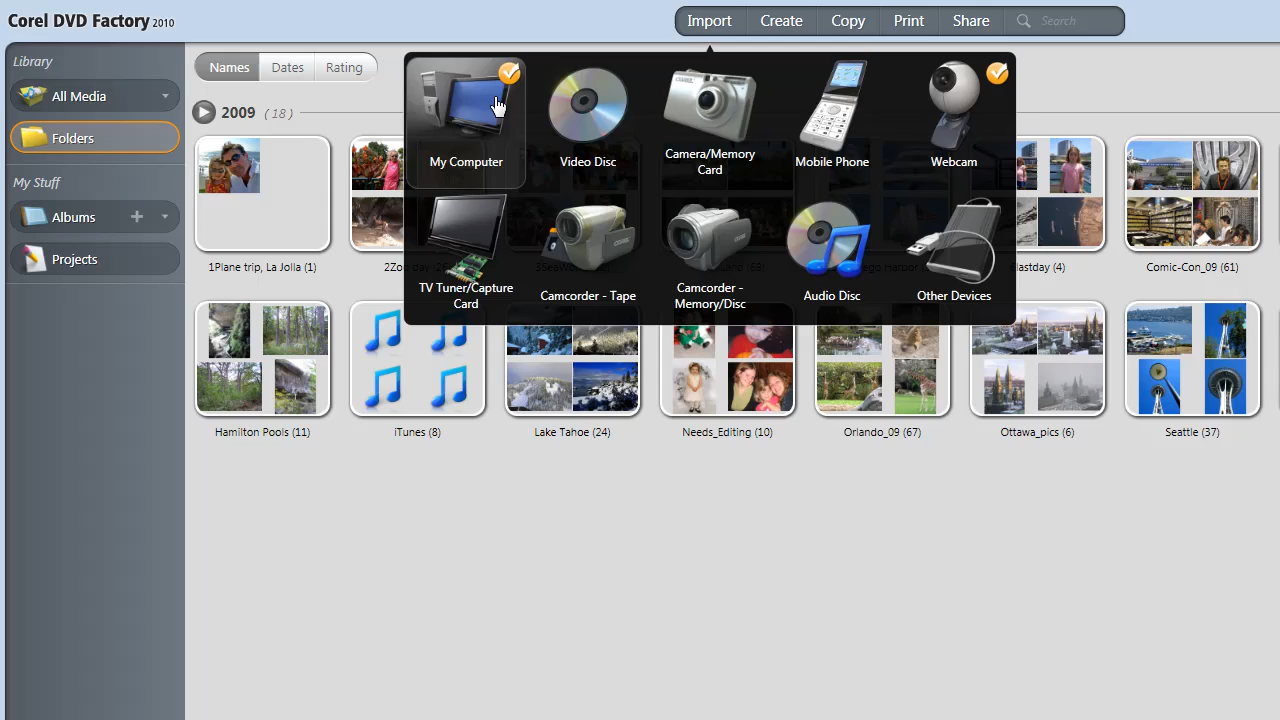 Corel DVD Factory 2010
Import
Create
Copy
Print
Share
Search
Library
All Media
Folders
My Stuff
Albums
Projects
Names
Dates
Rating
2009 ( 18 )
My Computer
Video Disc
Camera/Memory
Card
Mobile Phone
Webcam
TV Tuner/Capture
Card
Camcorder - Tape
Camcorder -
Memory/Disc
Audio Disc
Other Devices
1Plane trip, La Jolla (1)
Comic-Con_09 (61)
Hamilton Pools (11)
iTunes (8)
Lake Tahoe (24)
Needs_Editing (10)
Orlando_09 (67)
Ottawa_pics (6)
Seattle (37)